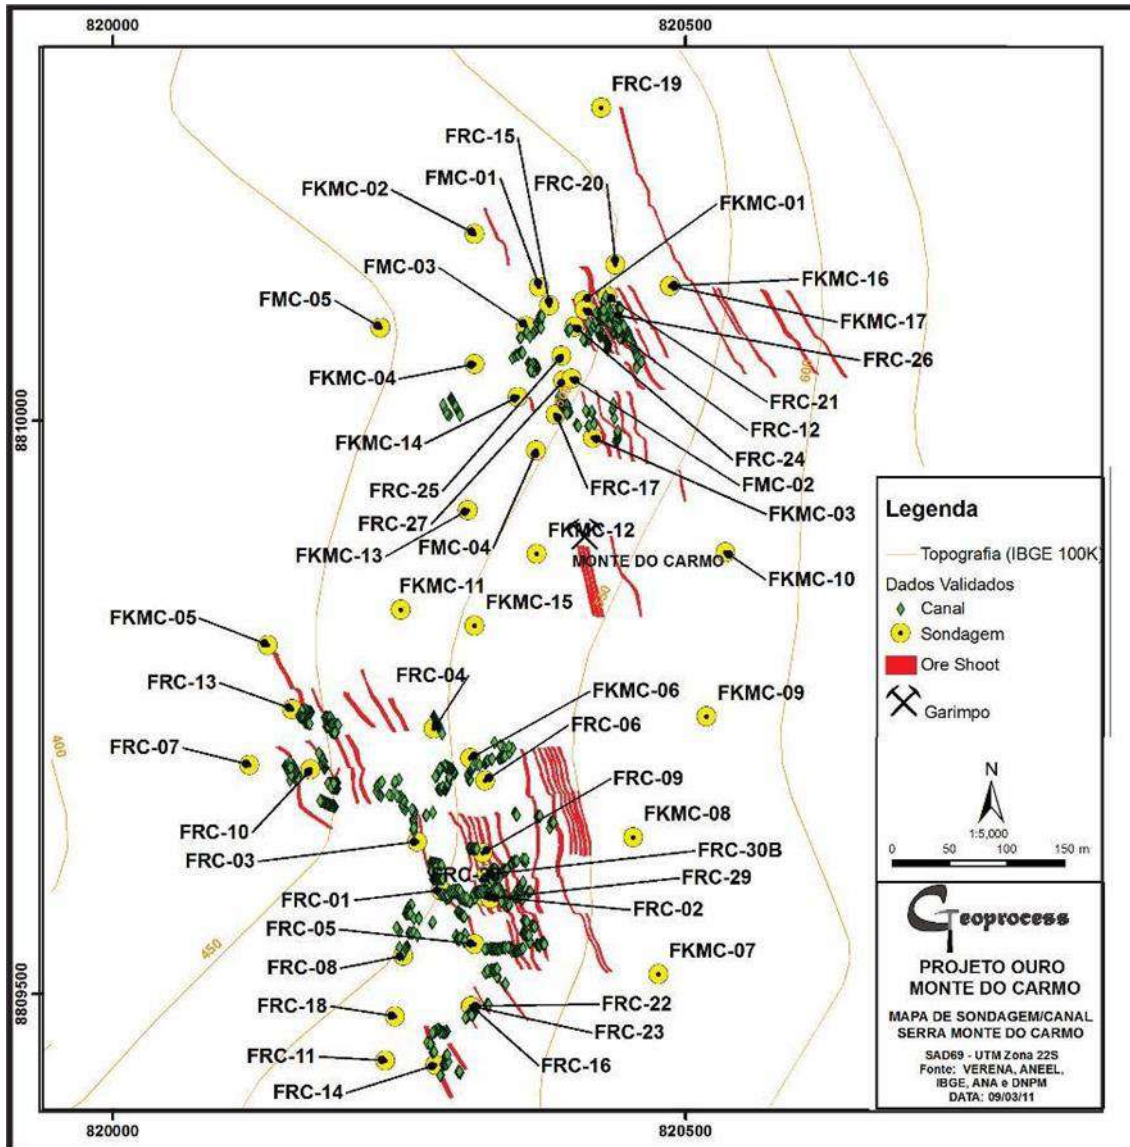 820000
820500
FRC-19
FRC-15
FMC-01
FRC-20
FKMC-02
FKMC-01
FMC-03
FKMC-16
FMC-05
FKMC-17
FRC-26
FKMC-04
600
FRC-21
8810000
FKMC-14
FRC-12
FRC-24
FRC-25
FRC-17
FMC-02
FRC-27
FKMC-03
FKMC-13
FMC-04
FKMC-12
MONTE DO CARMO
FKMC-10
FKMC-11
FKMC-15
550
FKMC-05
FRC-13
FRC-04
FKMC-06
FKMC-09
FRC-06
FRC-07
400
FRC-09
FRC-10
FKMC-08
FRC-03
FRC-30B
FRC-01
FRC-29
FRC-02
FRC-05
450
FRC-08
FKMC-07
8809500
FRC-18
FRC-22
FRC-23
FRC-11
FRC-16
FRC-14
820000
820500
Legenda
Topografia (IBGE 100K)
Dados Validados
Canal
Sondagem
Ore Shoot
Garimpo
N
1:5,000
0 50 100 150 m
Geoprocess
PROJETO OURO
MONTE DO CARMO
MAPA DE SONDAGEM/CANAL
SERRA MONTE DO CARMO
SAD69 - UTM Zona 22S
Fonte: VERENA, ANEEL,
IBGE, ANA e DNPM
DATA: 09/03/11